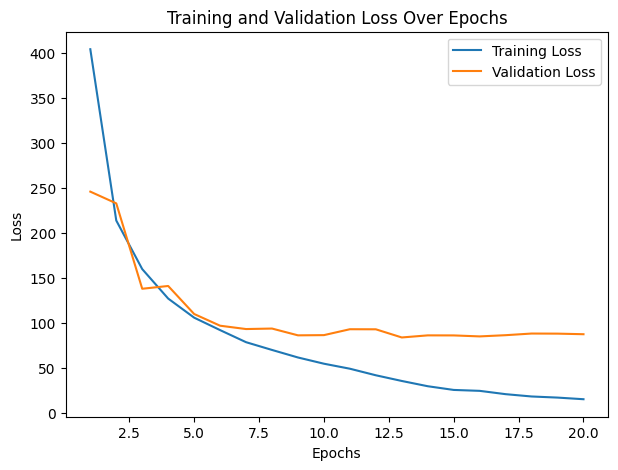 Training and Validation Loss Over Epochs
Training Loss
Validation Loss
Loss
400
350
300
250
200
150
100
50
0
2.5 5.0 7.5 10.0 12.5 15.0 17.5 20.0
Epochs